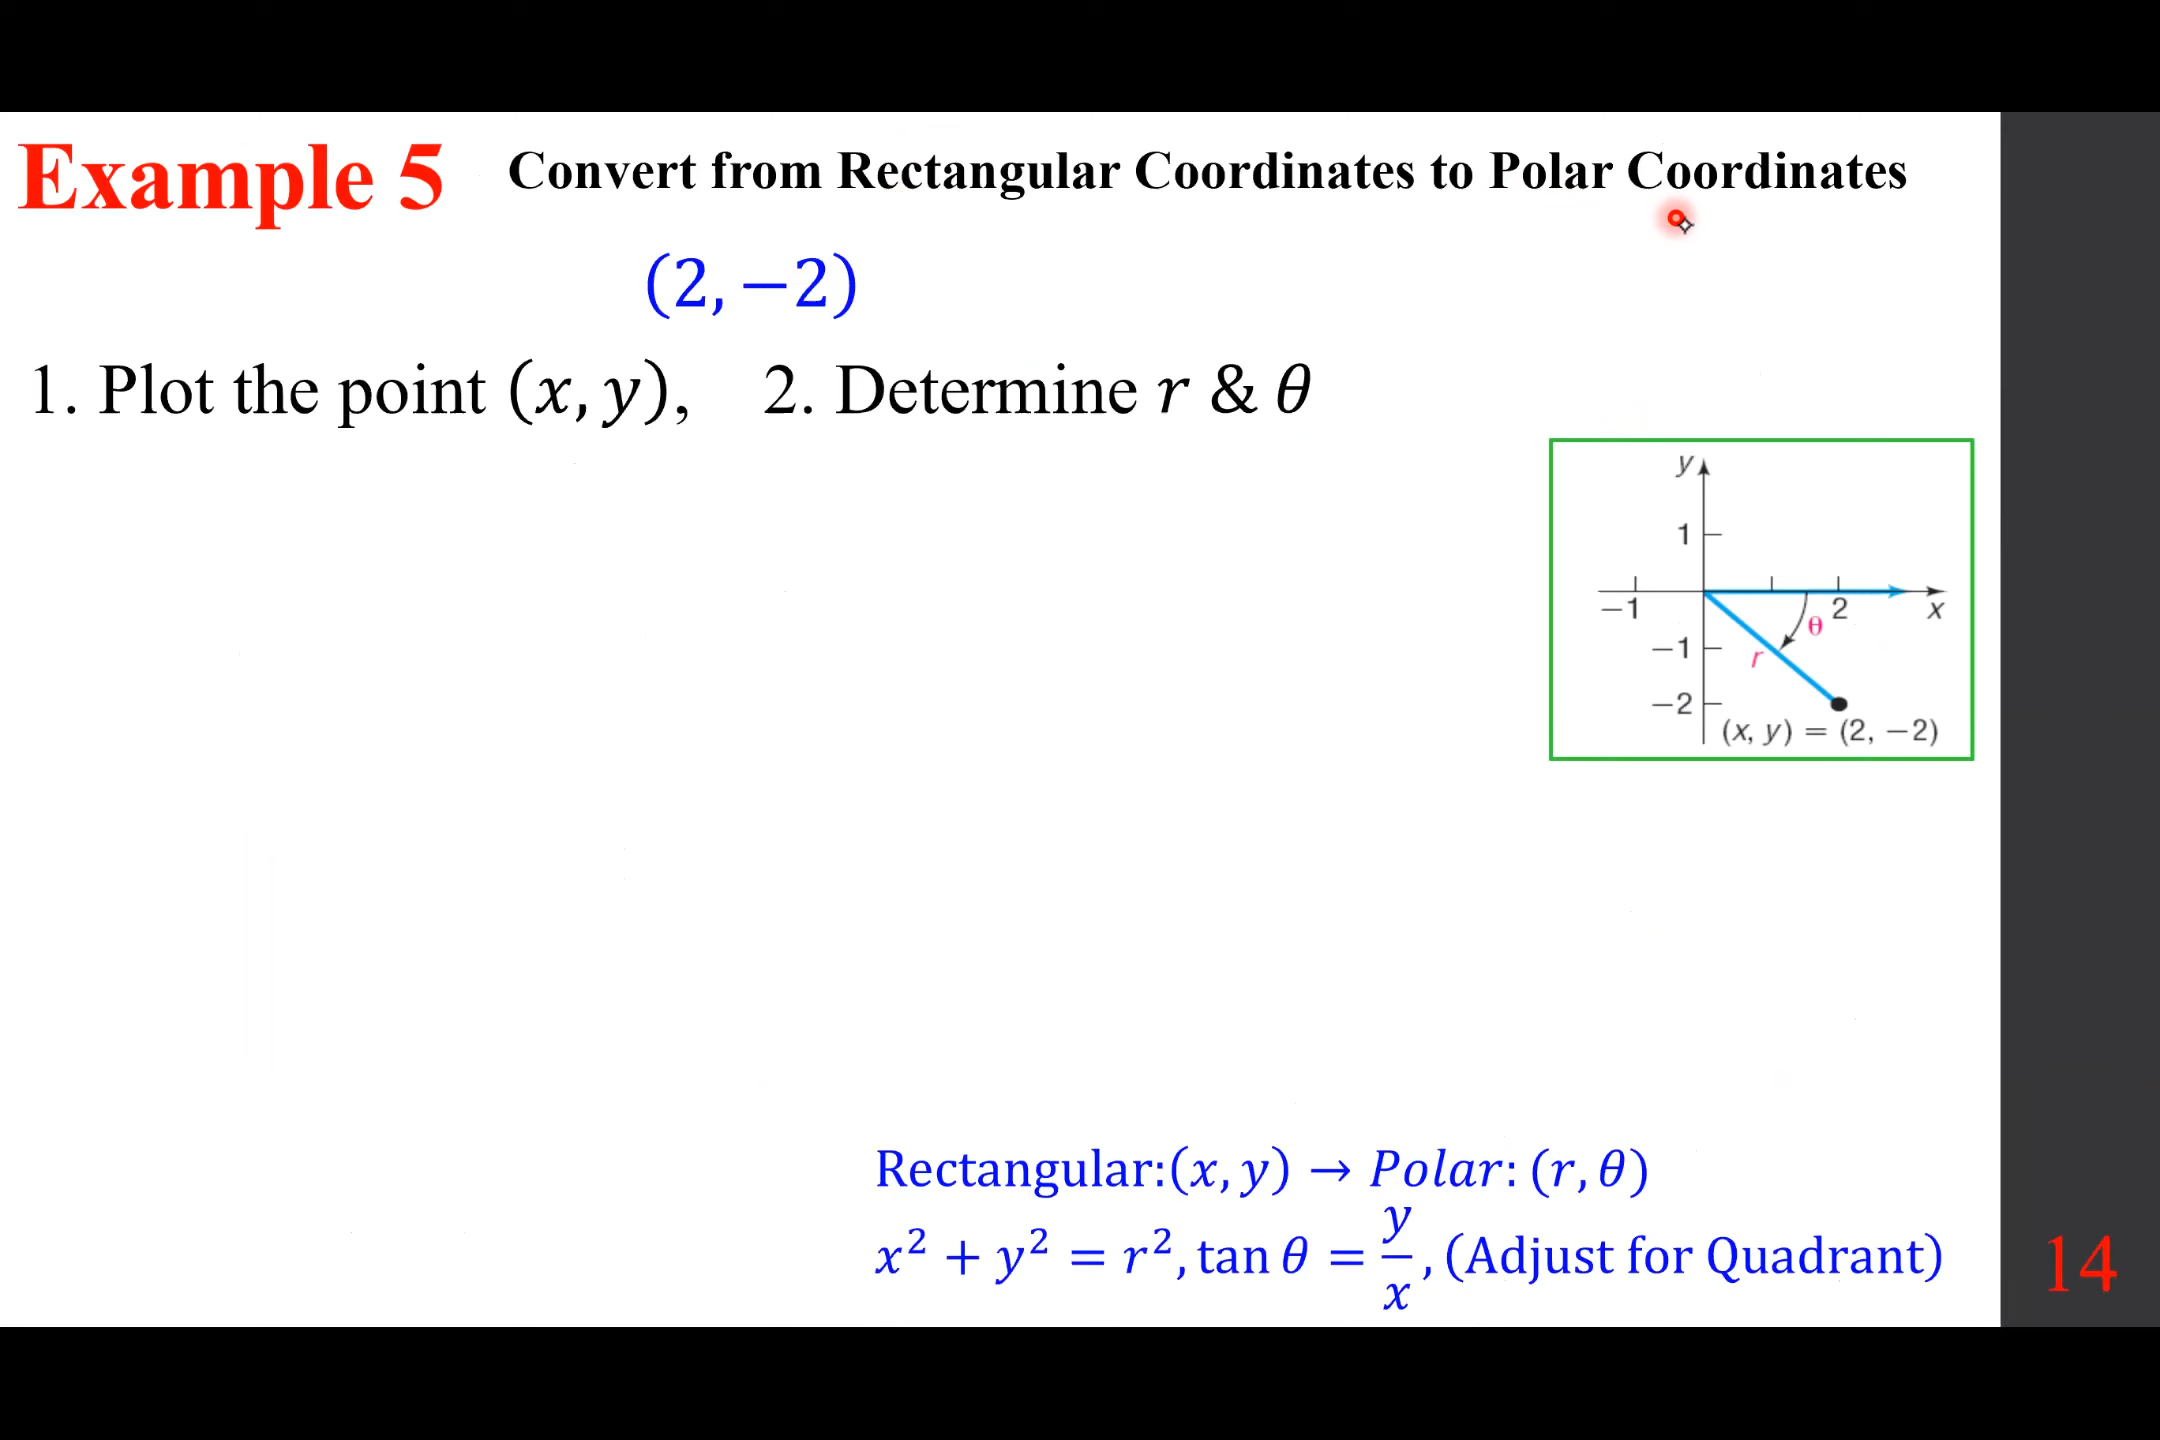 Example 5 Convert from Rectangular Coordinates to Polar Coordinates
(2, −2)
1. Plot the point (x, y), 2. Determine r & θ
y
1
−1 2 x
θ
−1
r
−2
(x, y) = (2, −2)
Rectangular:(x, y) → Polar: (r, θ)
x² + y² = r², tan θ = y/x, (Adjust for Quadrant)
14